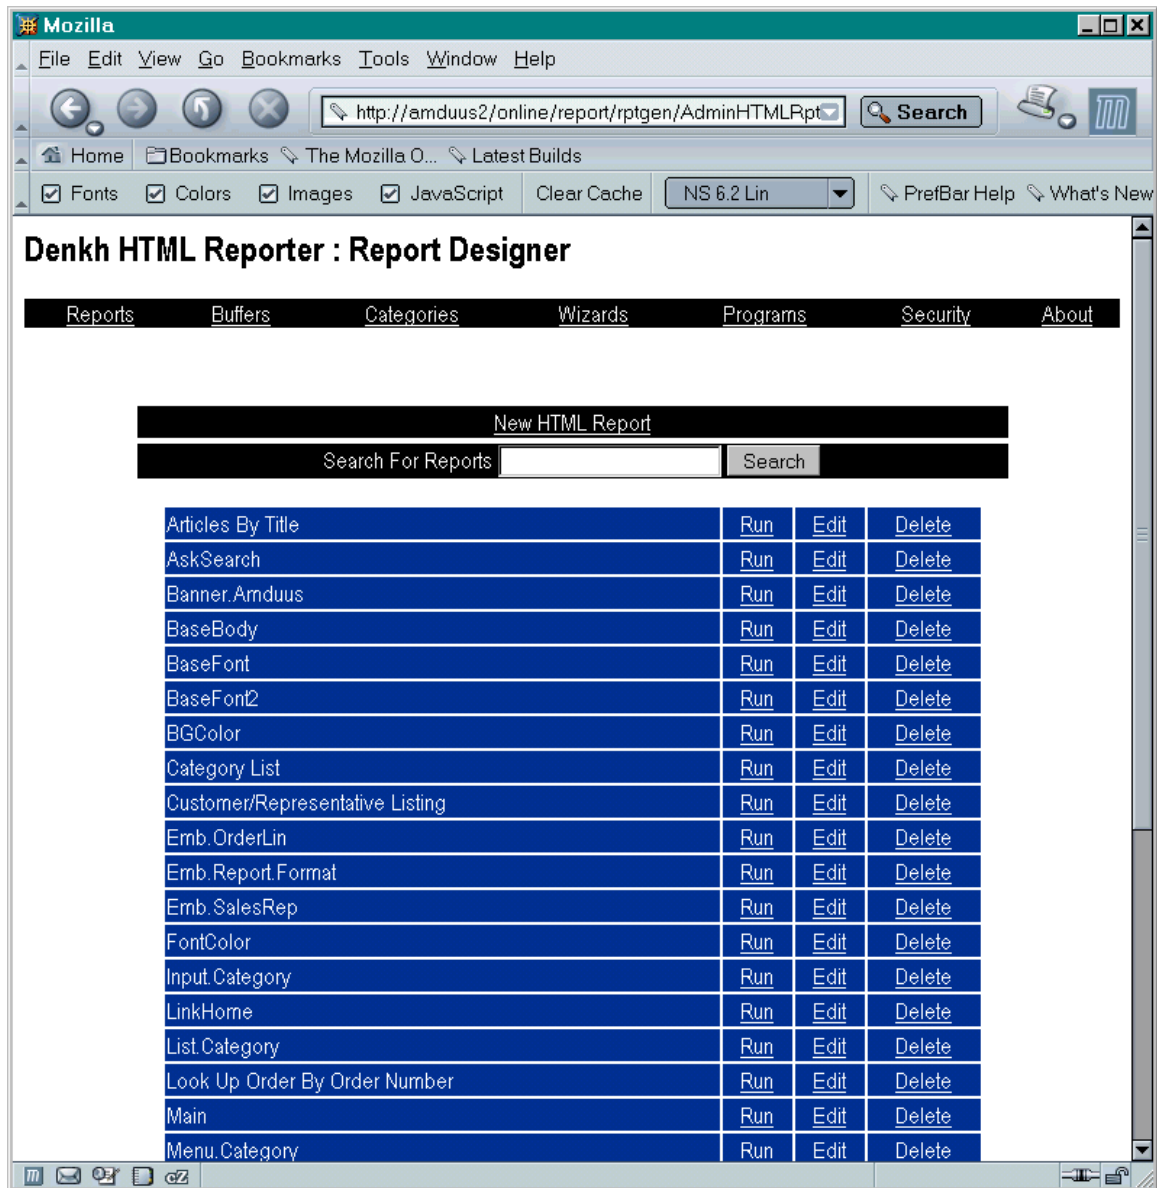 Mozilla
File Edit View Go Bookmarks Tools Window Help
http://amduus2/online/report/rptgen/AdminHTMLRpt Search
Home Bookmarks The Mozilla O... Latest Builds
Fonts Colors Images JavaScript Clear Cache NS 6.2 Lin PrefBar Help What's New
Denkh HTML Reporter : Report Designer
Reports Buffers Categories Wizards Programs Security About
New HTML Report
Search For Reports Search
Articles By Title Run Edit Delete
AskSearch Run Edit Delete
Banner.Amduus Run Edit Delete
BaseBody Run Edit Delete
BaseFont Run Edit Delete
BaseFont2 Run Edit Delete
BGColor Run Edit Delete
Category List Run Edit Delete
Customer/Representative Listing Run Edit Delete
Emb.OrderLin Run Edit Delete
Emb.Report.Format Run Edit Delete
Emb.SalesRep Run Edit Delete
FontColor Run Edit Delete
Input.Category Run Edit Delete
LinkHome Run Edit Delete
List.Category Run Edit Delete
Look Up Order By Order Number Run Edit Delete
Main Run Edit Delete
Menu.Category Run Edit Delete